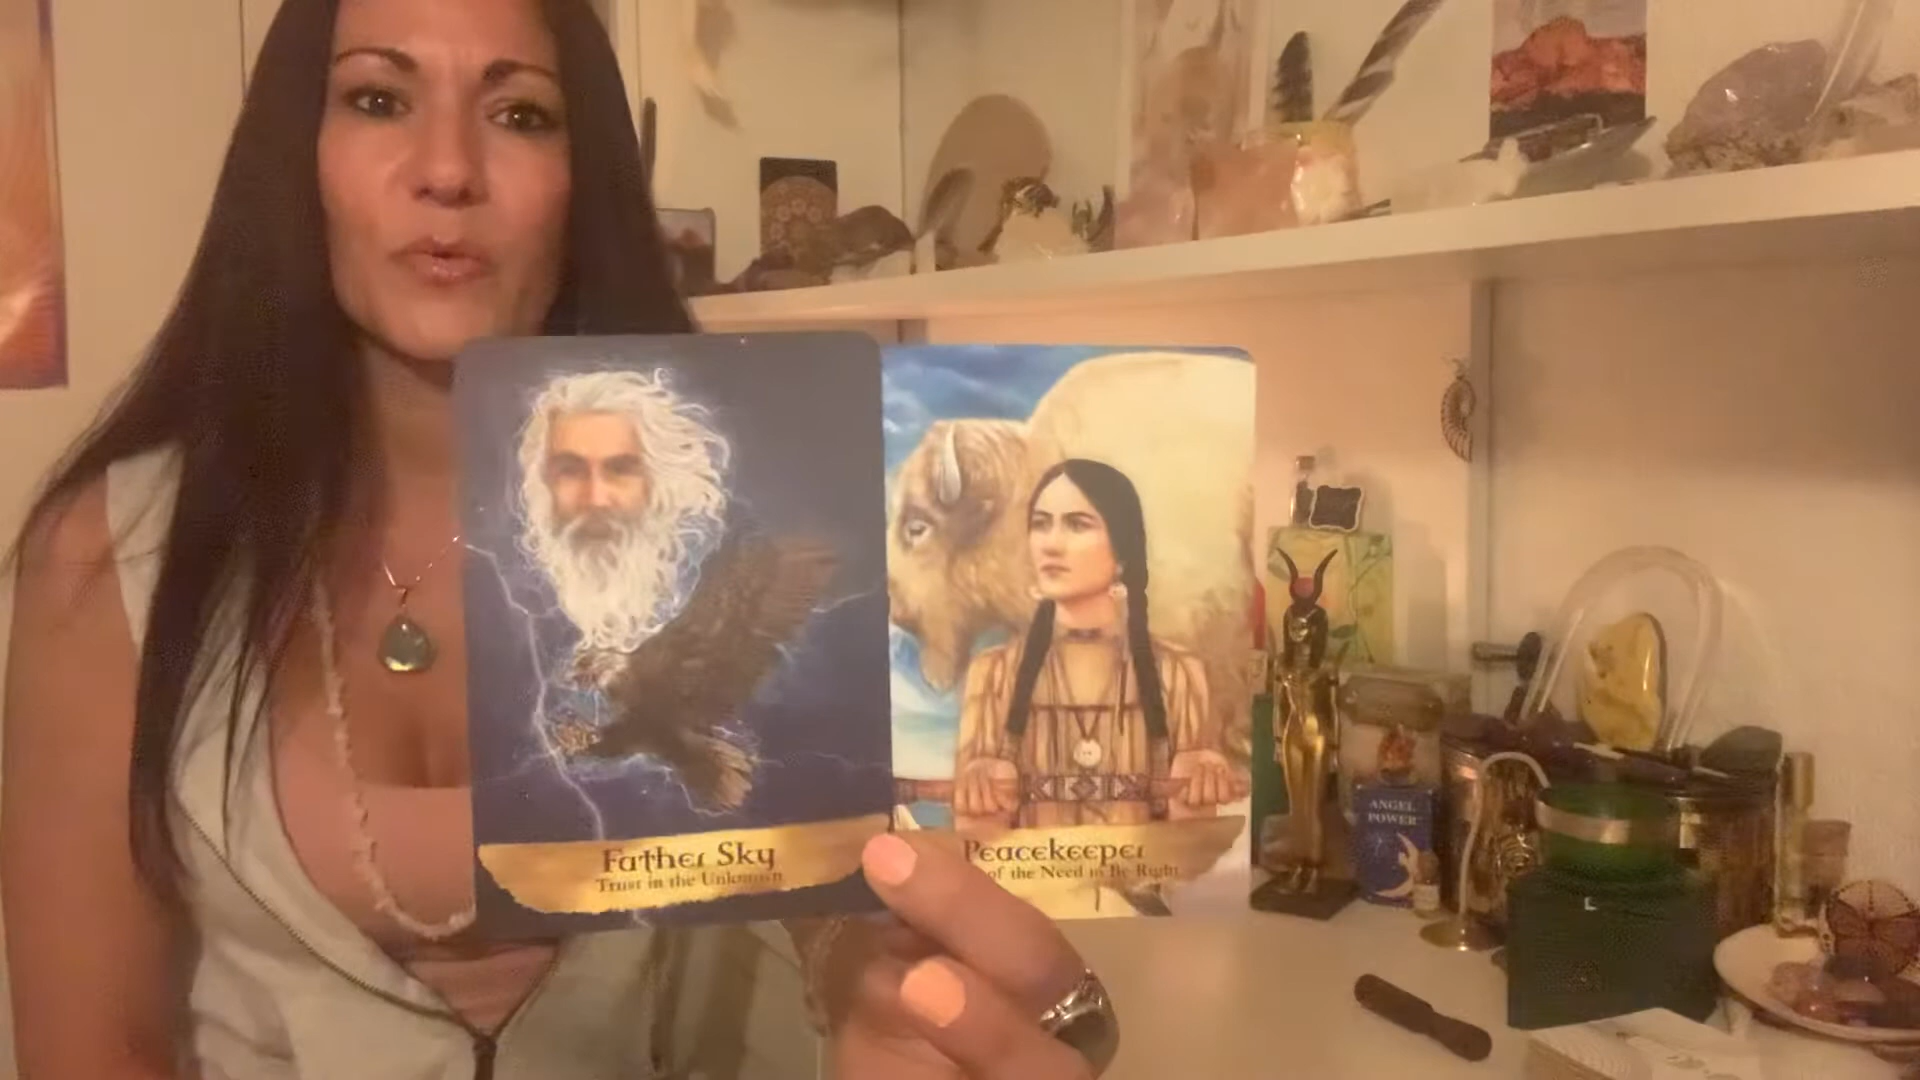 Father Sky
Trust in the Unknown
Peacekeeper
of the Need to Be Right
ANGEL
POWER